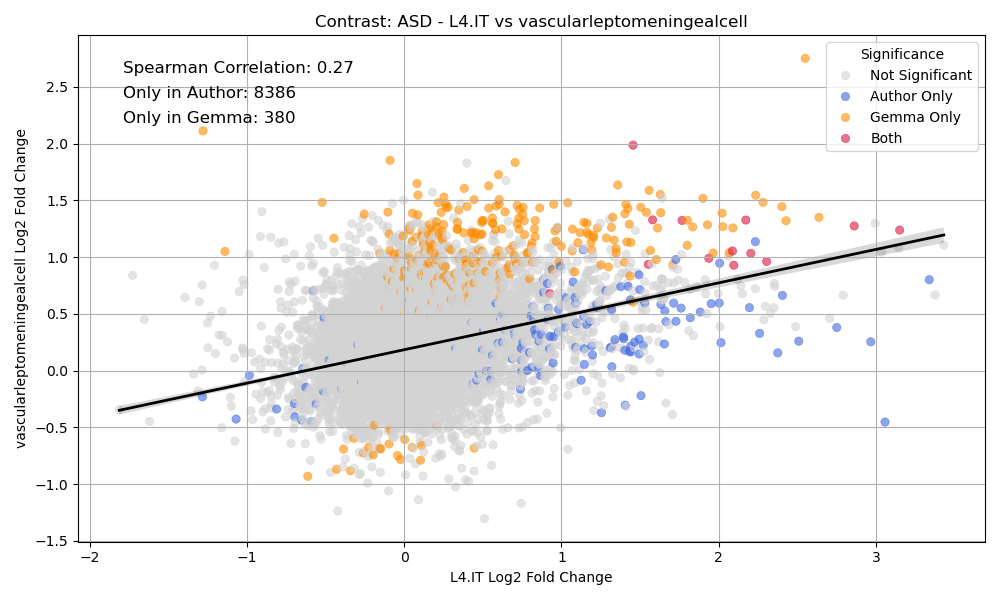 Contrast: ASD - L4.IT vs vascularleptomeningealcell
Spearman Correlation: 0.27
Only in Author: 8386
Only in Gemma: 380
Significance
Not Significant
Author Only
Gemma Only
Both
vascularleptomeningealcell Log2 Fold Change
2.5
2.0
1.5
1.0
0.5
0.0
−0.5
−1.0
−1.5
−2
−1
0
1
2
3
L4.IT Log2 Fold Change